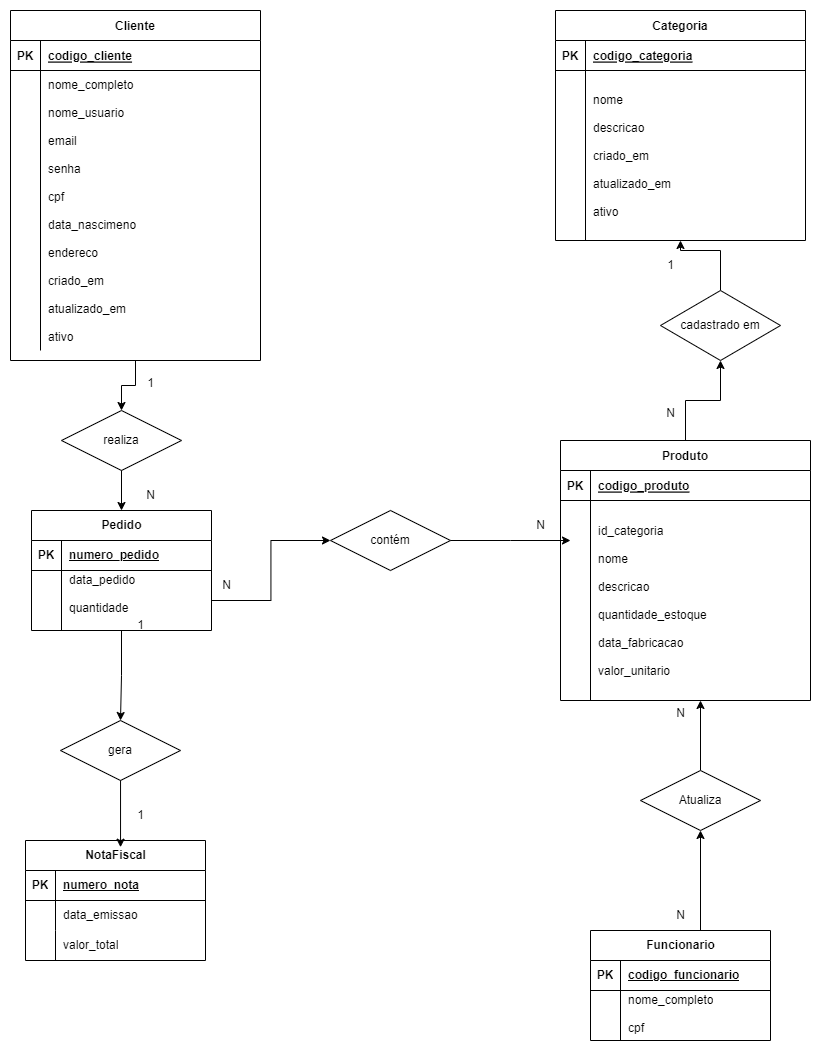 Cliente
PK codigo_cliente
nome_completo
nome_usuario
email
senha
cpf
data_nascimeno
endereco
criado_em
atualizado_em
ativo
Categoria
PK codigo_categoria
nome
descricao
criado_em
atualizado_em
ativo
1
cadastrado em
N
1
realiza
N
Pedido
PK numero_pedido
data_pedido
quantidade
1
N
contém
N
Produto
PK codigo_produto
id_categoria
nome
descricao
quantidade_estoque
data_fabricacao
valor_unitario
N
Atualiza
N
gera
1
NotaFiscal
PK numero_nota
data_emissao
valor_total
Funcionario
PK codigo_funcionario
nome_completo
cpf